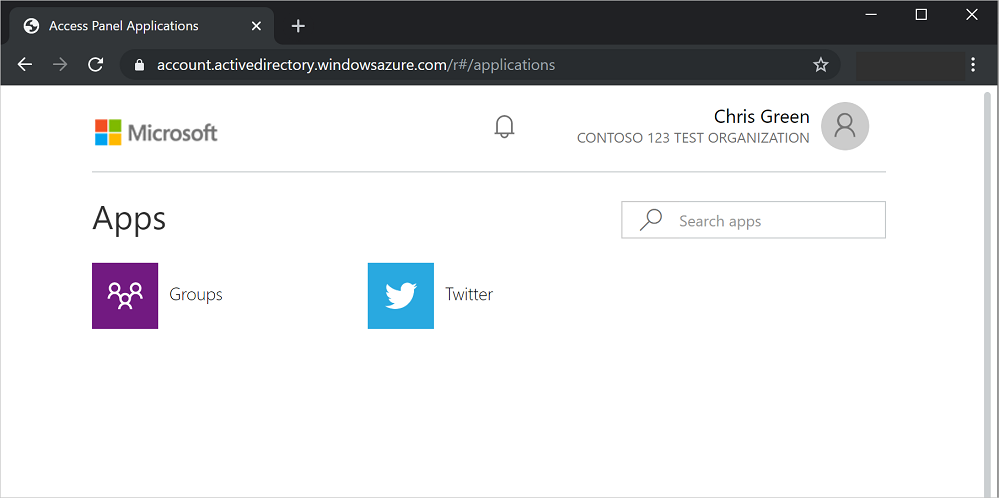 Access Panel Applications
account.activedirectory.windowsazure.com/r#/applications
Microsoft
Chris Green
CONTOSO 123 TEST ORGANIZATION
Apps
Search apps
Groups
Twitter